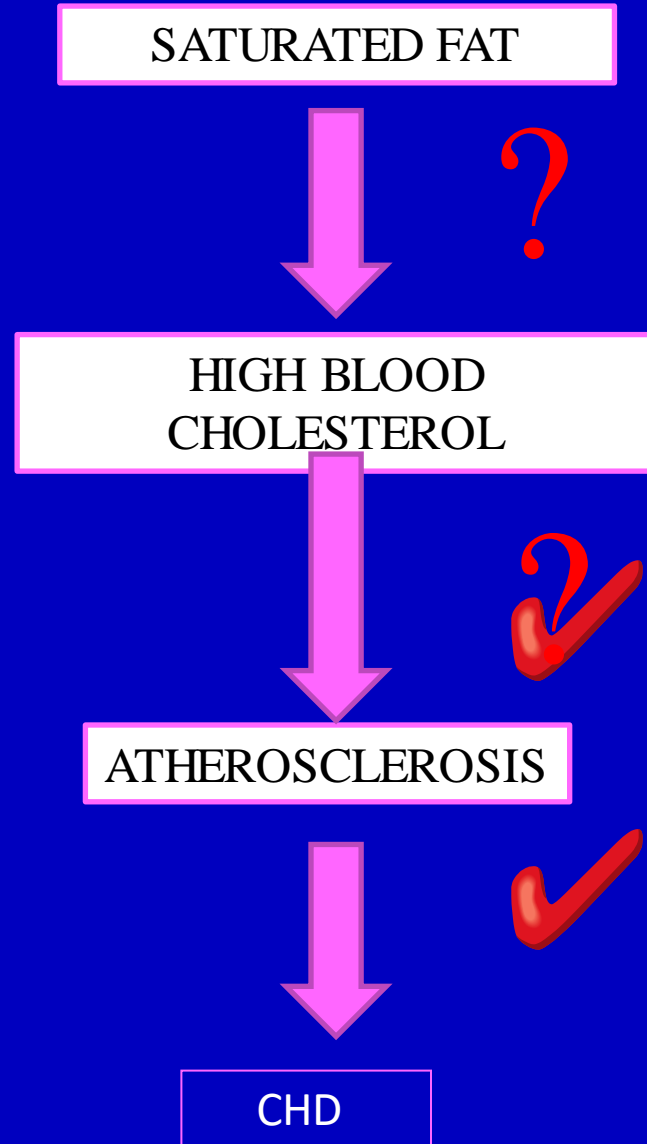 SATURATED FAT
?
HIGH BLOOD
CHOLESTEROL
?
ATHEROSCLEROSIS
CHD